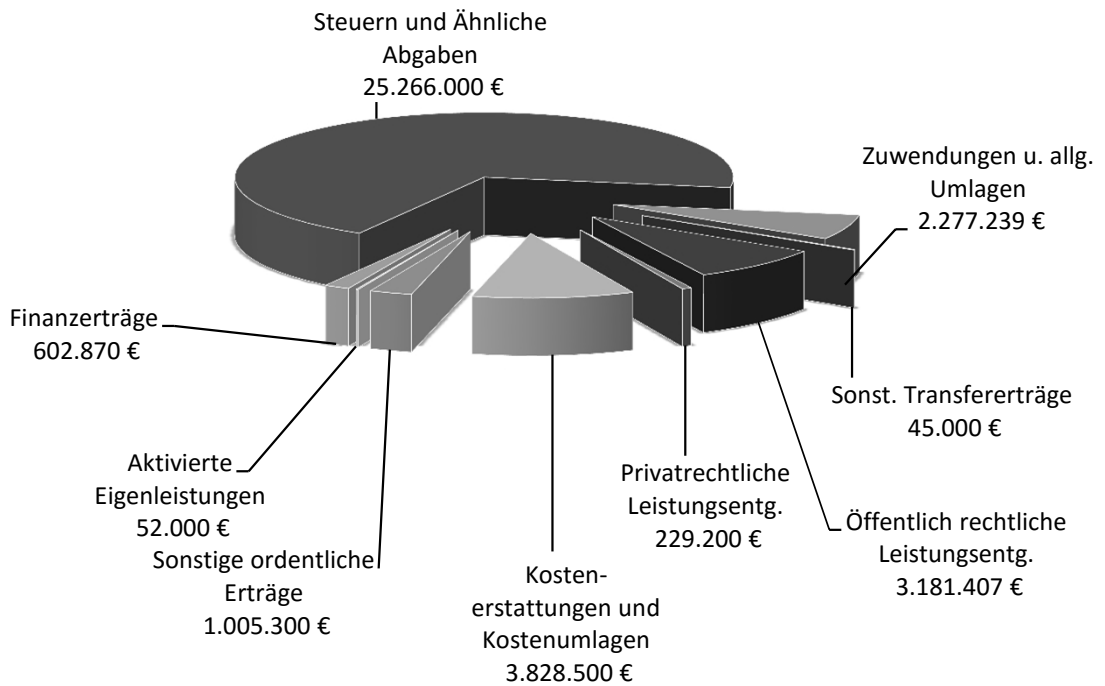 Steuern und Ähnliche
Abgaben
25.266.000 €
Zuwendungen u. allg.
Umlagen
2.277.239 €
Sonst. Transfererträge
45.000 €
Öffentlich rechtliche
Leistungsentg.
3.181.407 €
Privatrechtliche
Leistungsentg.
229.200 €
Kosten-
erstattungen und
Kostenumlagen
3.828.500 €
Sonstige ordentliche
Erträge
1.005.300 €
Aktivierte
Eigenleistungen
52.000 €
Finanzerträge
602.870 €